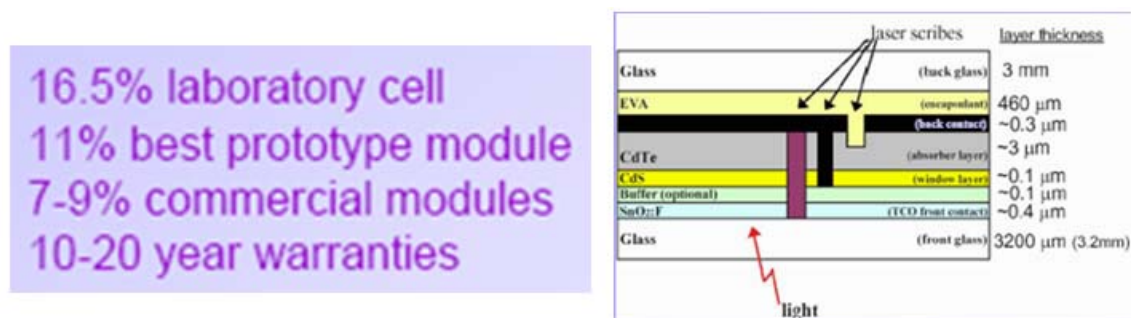 16.5% laboratory cell
11% best prototype module
7-9% commercial modules
10-20 year warranties
laser scribes
layer thickness
Glass (back glass) 3 mm
EVA (encapsulant) 460 μm
(back contact) ~0.3 μm
CdTe (absorber layer) ~3 μm
CdS (window layer) ~0.1 μm
Buffer (optional) ~0.1 μm
SnO₂:F (TCO front contact) ~0.4 μm
Glass (front glass) 3200 μm (3.2mm)
light